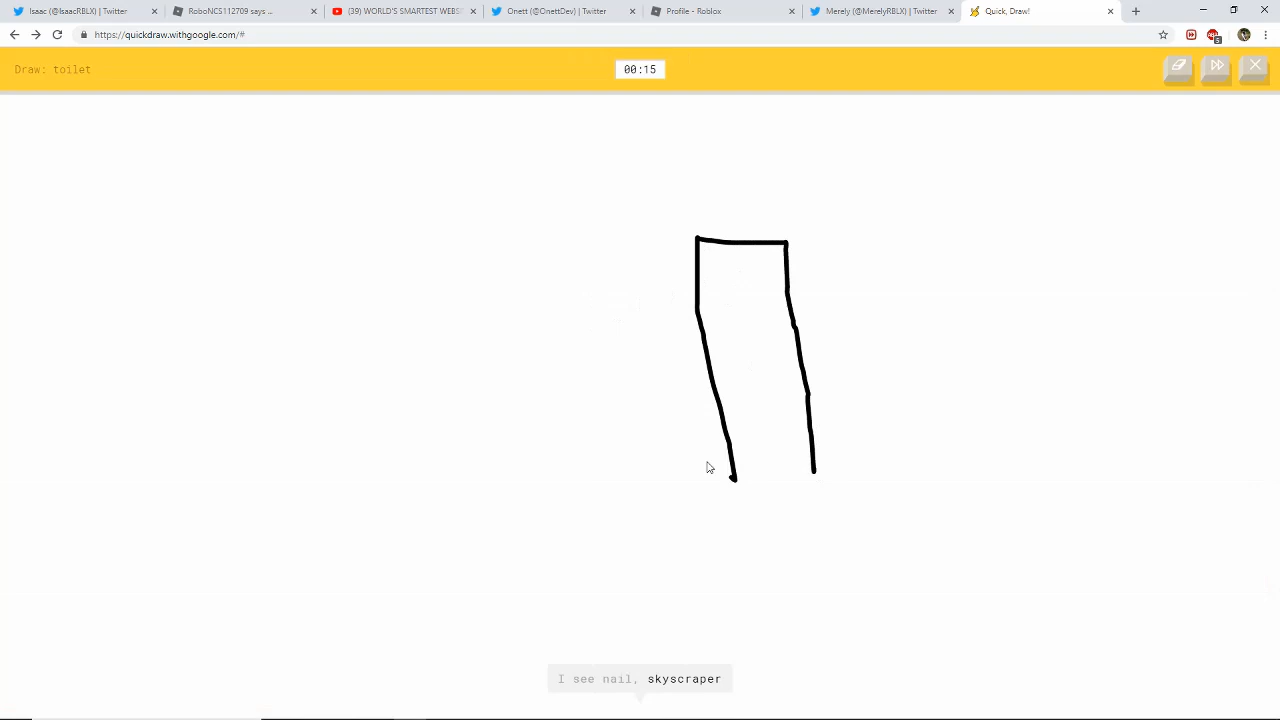 Isaac (@IsaacRBLX) | Twitter
RoboNCS112709 says ..
(39) WORLD'S SMARTEST WEBS
Onett (@OnettDev) | Twitter
Profile - Roblox
Merely (@MerelyRBLX) | Twitter
Quick, Draw!
https://quickdraw.withgoogle.com/#
Draw: toilet
00:15
I see nail, skyscraper